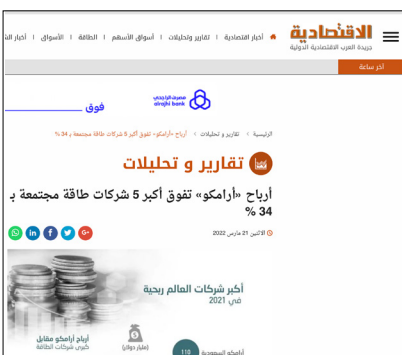 الاقتصادية
جريدة العرب الاقتصادية الدولية
أخبار اقتصادية | تقارير وتحليلات | أسواق الأسهم | الطاقة | الأسواق | أخبار الش
آخر ساعة
مصرف الراجحي
alrajhi bank
فوق
الرئيسية > تقارير و تحليلات > أرباح «أرامكو» تفوق أكبر 5 شركات طاقة مجتمعة بـ 34 %
تقارير و تحليلات
أرباح «أرامكو» تفوق أكبر 5 شركات طاقة مجتمعة بـ
34 %
الاثنين 21 مارس 2022
أكبر شركات العالم ربحية
في 2021
أرباح أرامكو مقابل
كبرى شركات الطاقة
(مليار دولار)
أرامكو السعودية 110